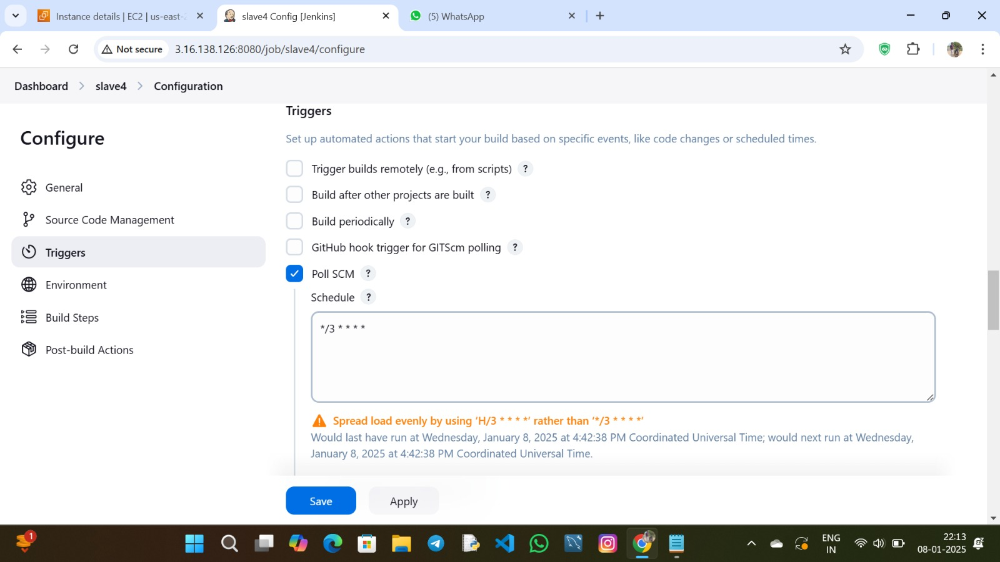 Instance details | EC2 | us-east-2
slave4 Config [Jenkins]
(5) WhatsApp
Not secure
3.16.138.126:8080/job/slave4/configure
Dashboard
slave4
Configuration
Configure
General
Source Code Management
Triggers
Environment
Build Steps
Post-build Actions
Triggers
Set up automated actions that start your build based on specific events, like code changes or scheduled times.
Trigger builds remotely (e.g., from scripts) ?
Build after other projects are built ?
Build periodically ?
GitHub hook trigger for GITScm polling ?
Poll SCM ?
Schedule ?
*/3 * * * *
Spread load evenly by using ‘H/3 * * * *’ rather than ‘*/3 * * * *’
Would last have run at Wednesday, January 8, 2025 at 4:42:38 PM Coordinated Universal Time; would next run at Wednesday,
January 8, 2025 at 4:42:38 PM Coordinated Universal Time.
Save
Apply
1
ENG
IN
22:13
08-01-2025